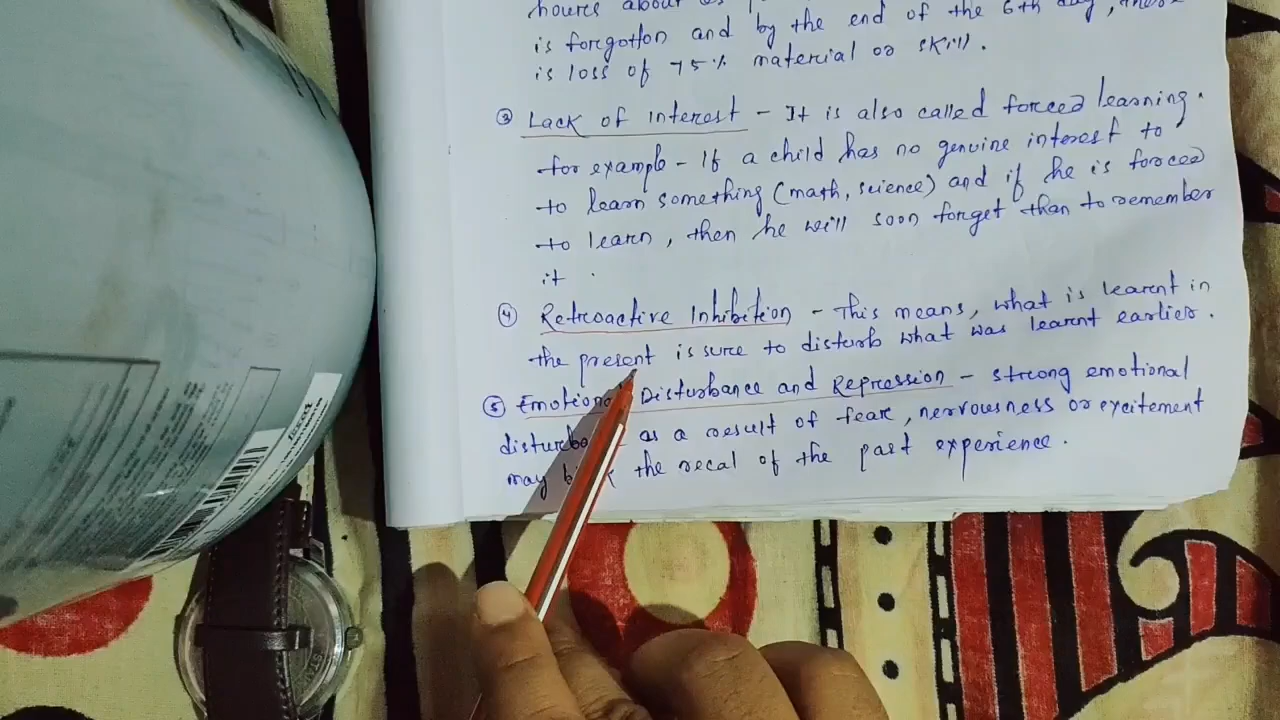 houres about
is forgotton and by the end of the 6th day, there
is loss of 75% material or skill.
③ Lack of interest - It is also called forced learning.
for example - If a child has no genuine interest to
to learn something (math, science) and if he is forced
to learn, then he will soon forget than to remember
it.
④ Retroactive Inhibition - This means, what is learnt in
the present is sure to disturb what was learnt earlier.
⑤ Emotional Disturbance and Repression - strong emotional
as a result of fear, nervousness or excitement
may the recal of the past experience.